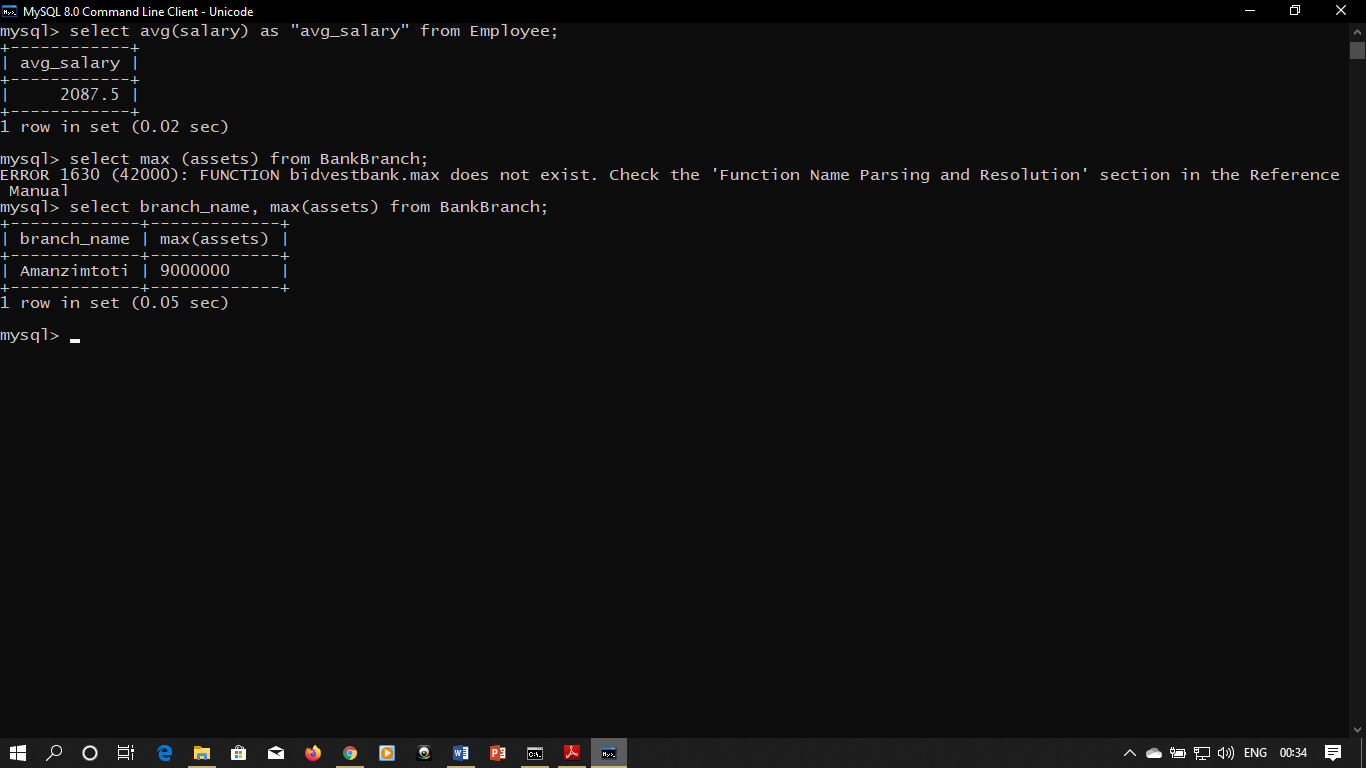 MySQL 8.0 Command Line Client - Unicode
mysql> select avg(salary) as "avg_salary" from Employee;
+------------+
| avg_salary |
+------------+
|     2087.5 |
+------------+
1 row in set (0.02 sec)
mysql> select max (assets) from BankBranch;
ERROR 1630 (42000): FUNCTION bidvestbank.max does not exist. Check the 'Function Name Parsing and Resolution' section in the Reference
 Manual
mysql> select branch_name, max(assets) from BankBranch;
+-------------+-------------+
| branch_name | max(assets) |
+-------------+-------------+
| Amanzimtoti | 9000000     |
+-------------+-------------+
1 row in set (0.05 sec)
mysql>
ENG 00:34